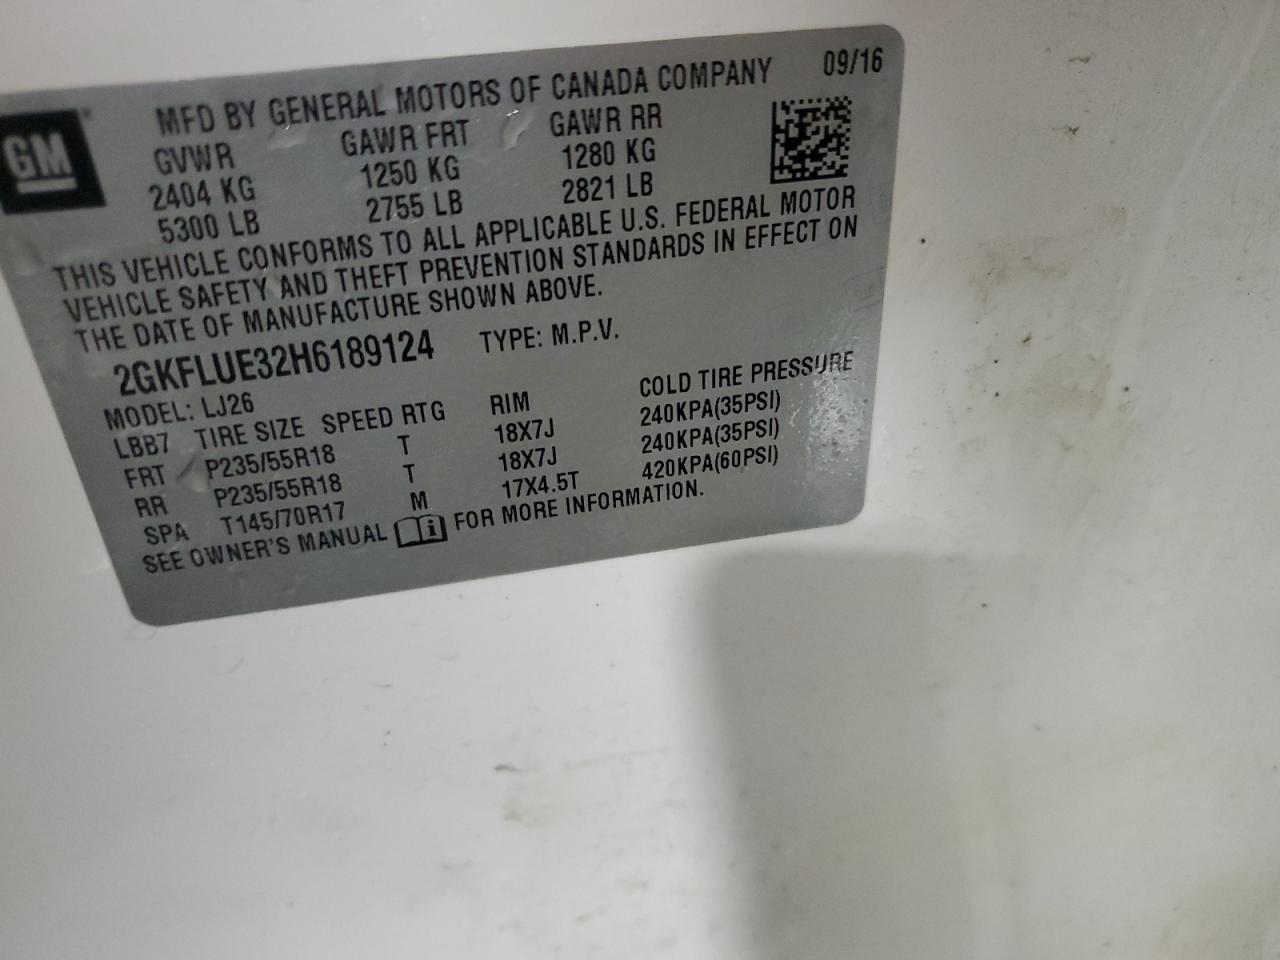 GM
MFD BY GENERAL MOTORS OF CANADA COMPANY 09/16
GVWR GAWR FRT GAWR RR
2404 KG 1250 KG 1280 KG
5300 LB 2755 LB 2821 LB
THIS VEHICLE CONFORMS TO ALL APPLICABLE U.S. FEDERAL MOTOR
VEHICLE SAFETY AND THEFT PREVENTION STANDARDS IN EFFECT ON
THE DATE OF MANUFACTURE SHOWN ABOVE.
2GKFLUE32H6189124 TYPE: M.P.V.
MODEL: LJ26
LBB7 TIRE SIZE SPEED RTG RIM COLD TIRE PRESSURE
FRT P235/55R18 T 18X7J 240KPA(35PSI)
RR P235/55R18 T 18X7J 240KPA(35PSI)
SPA T145/70R17 M 17X4.5T 420KPA(60PSI)
SEE OWNER'S MANUAL FOR MORE INFORMATION.